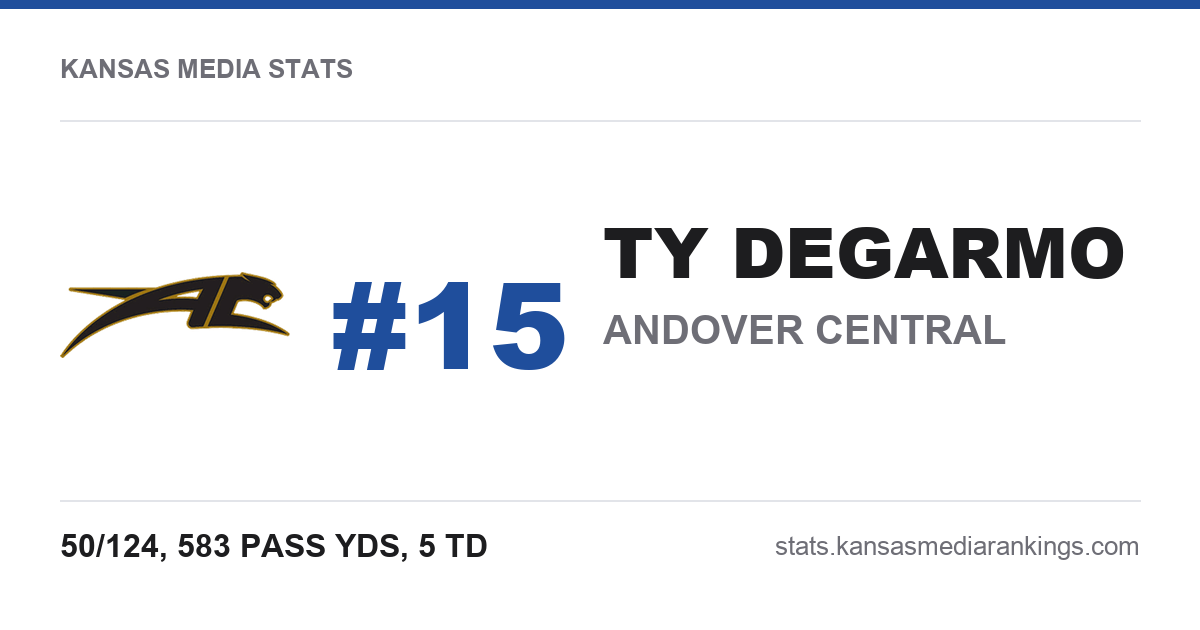 KANSAS MEDIA STATS
#15
TY DEGARMO
ANDOVER CENTRAL
50/124, 583 PASS YDS, 5 TD
stats.kansasmediarankings.com